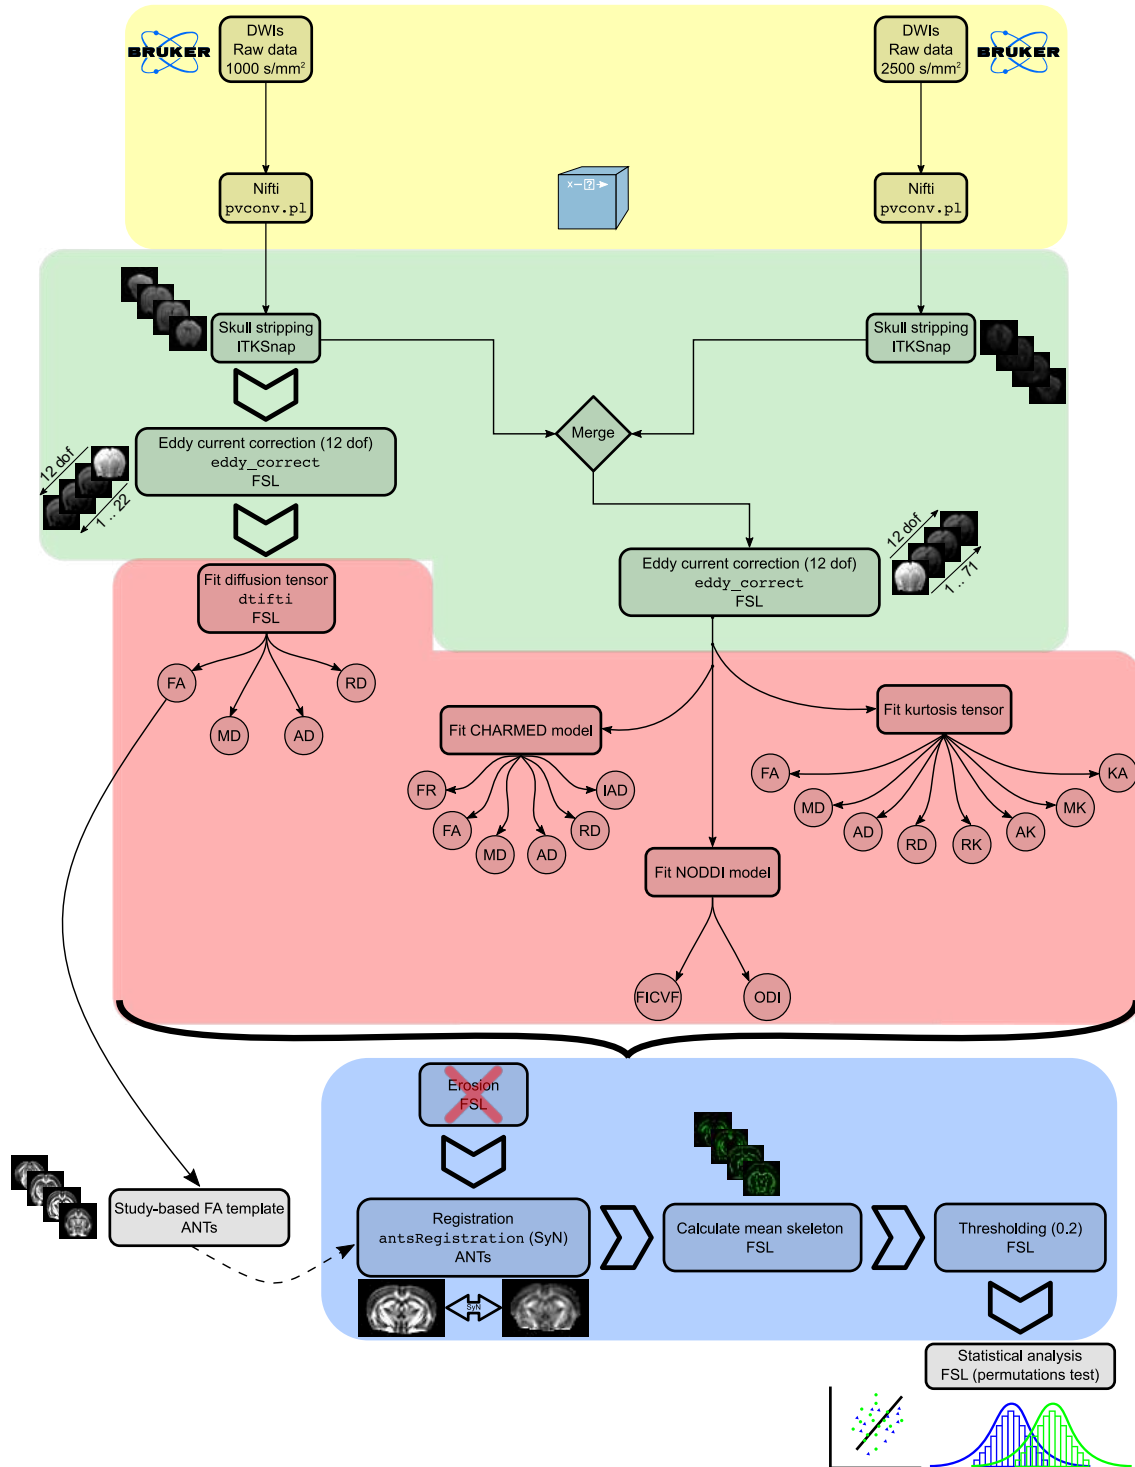 BRUKER
DWIs
Raw data
1000 s/mm²
DWIs
Raw data
2500 s/mm²
BRUKER
Nifti
pvconv.pl
x-?
Nifti
pvconv.pl
Skull stripping
ITKSnap
Skull stripping
ITKSnap
Merge
Eddy current correction (12 dof)
eddy_correct
FSL
12 dof
1 .. 22
Eddy current correction (12 dof)
eddy_correct
FSL
12 dof
1 .. 71
Fit diffusion tensor
dtifti
FSL
FA
MD
AD
RD
Fit CHARMED model
FR
FA
MD
AD
RD
IAD
Fit kurtosis tensor
FA
MD
AD
RD
RK
AK
MK
KA
Fit NODDI model
FICVF
ODI
Erosion
FSL
Study-based FA template
ANTs
Registration
antsRegistration (SyN)
ANTs
SyN
Calculate mean skeleton
FSL
Thresholding (0.2)
FSL
Statistical analysis
FSL (permutations test)